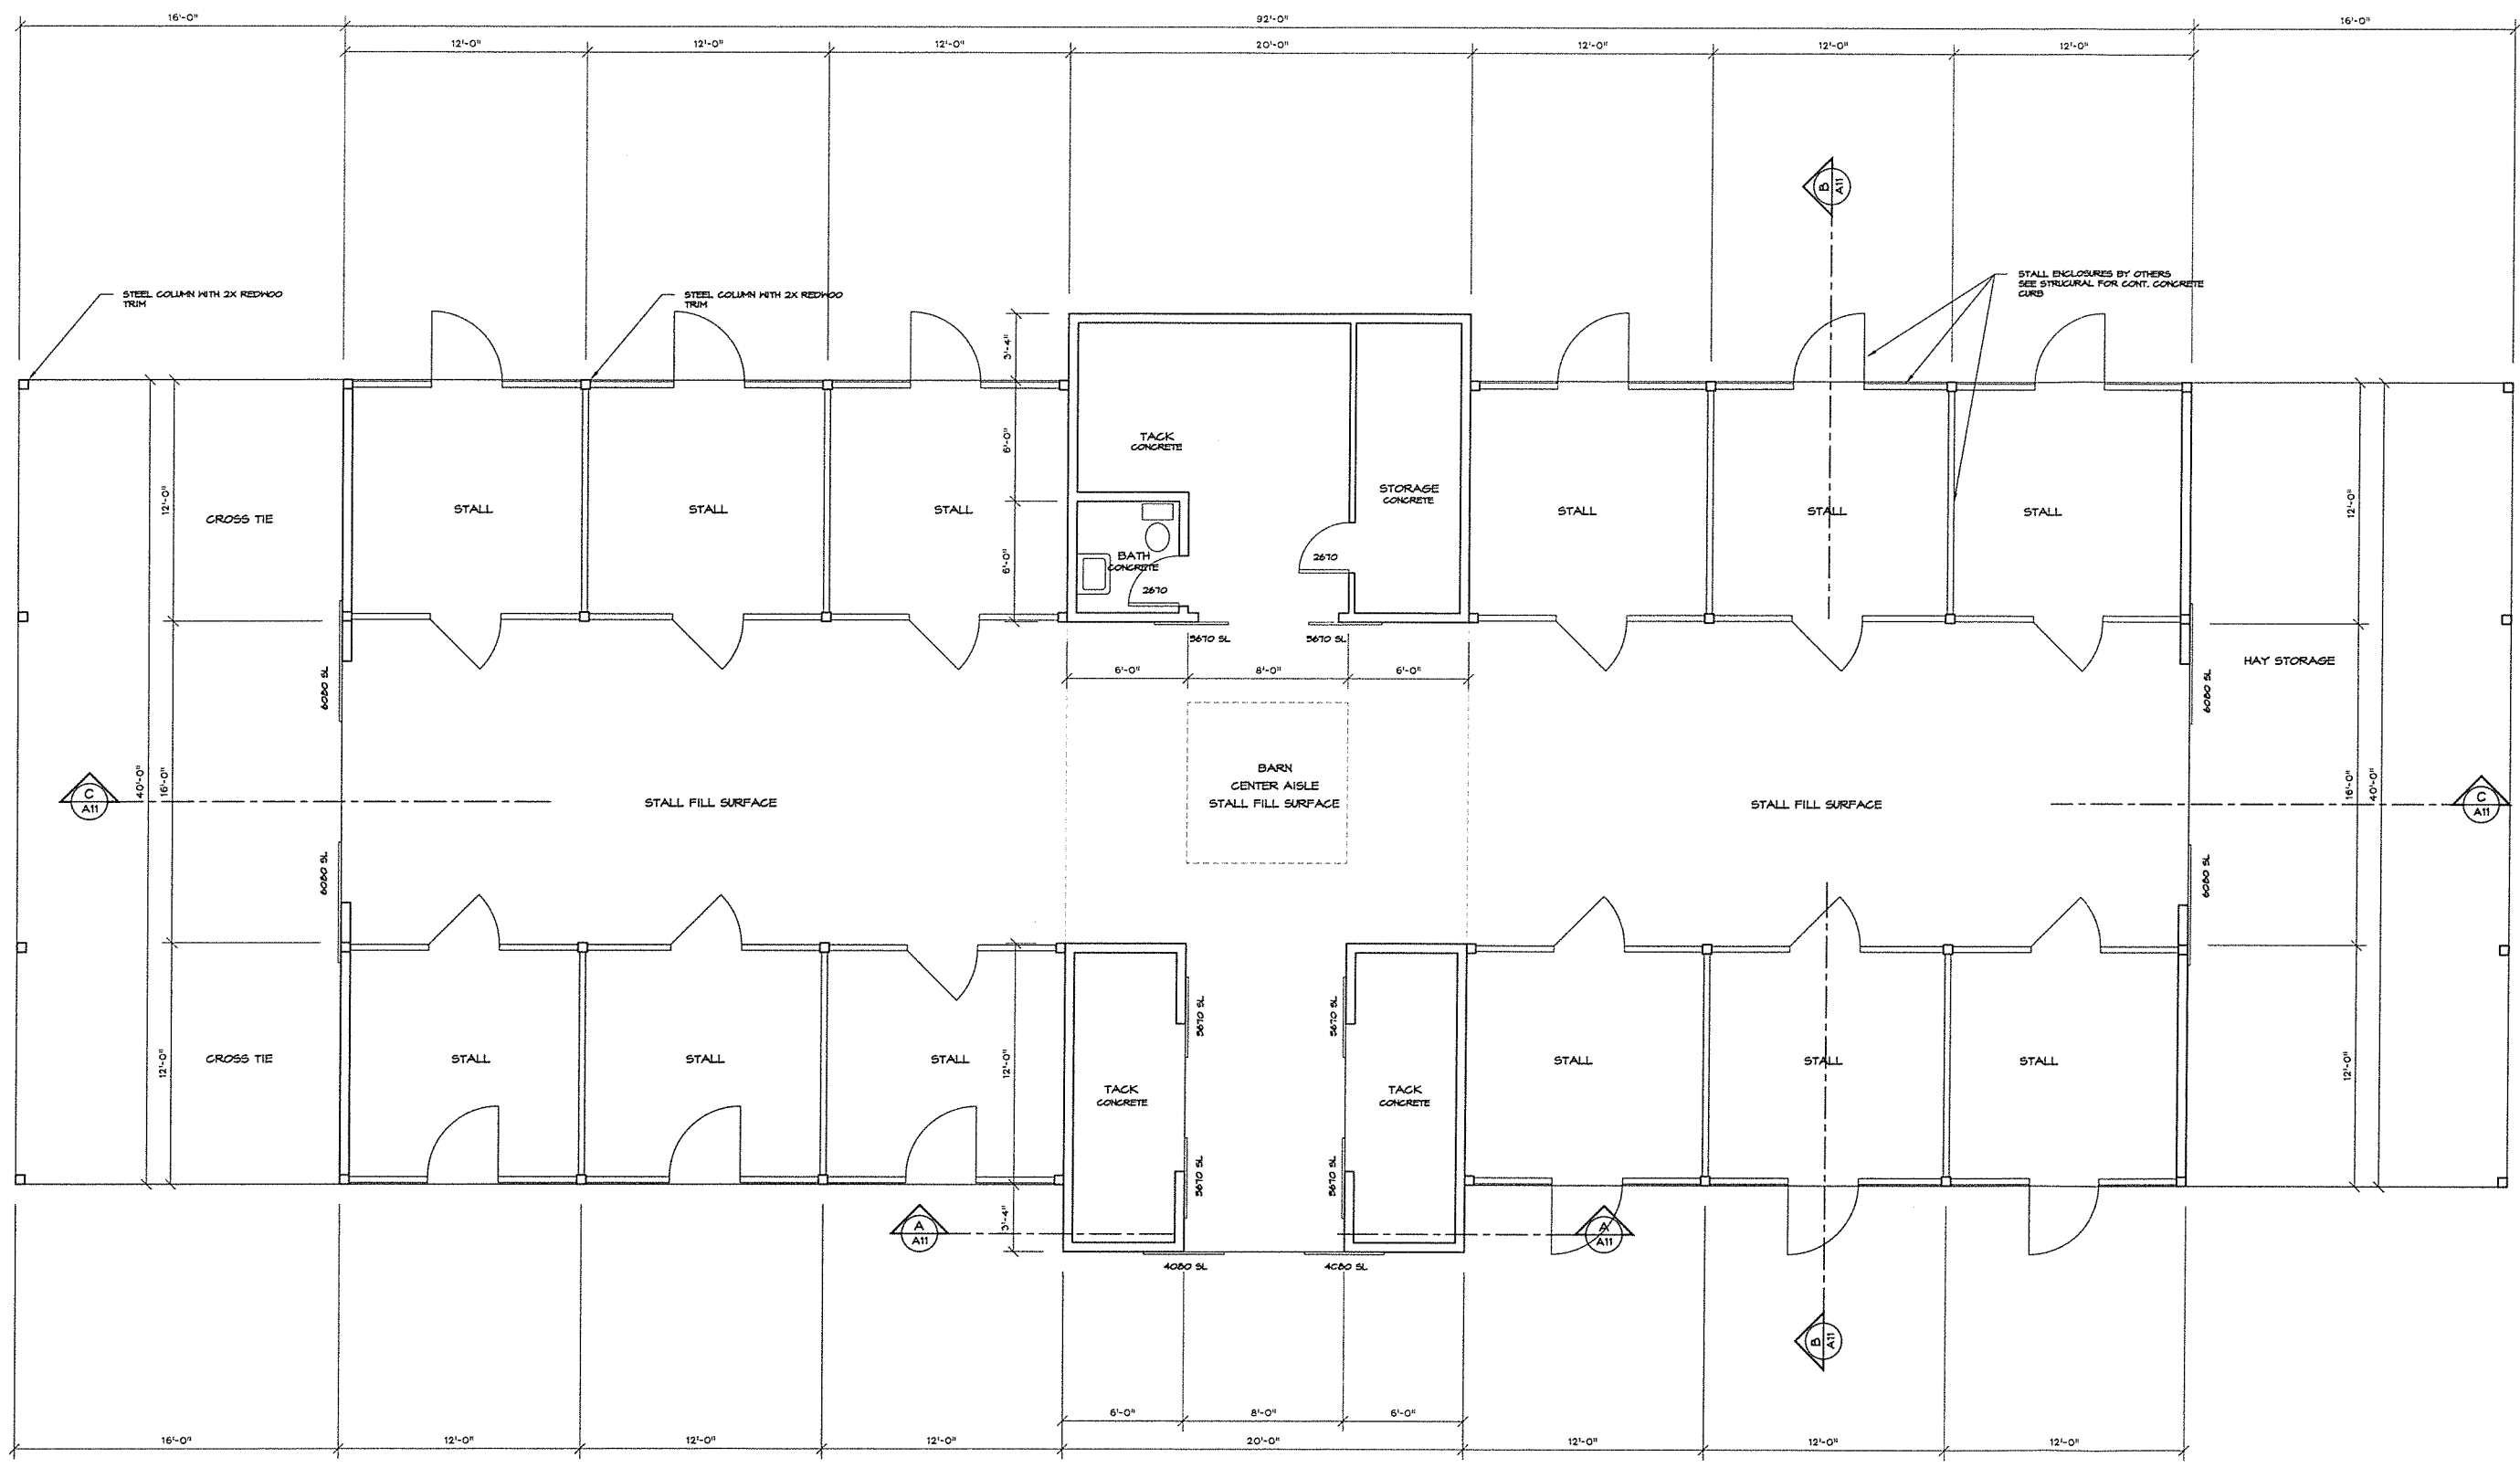 16'-0"
92'-0"
16'-0"
12'-0"
12'-0"
12'-0"
20'-0"
12'-0"
12'-0"
12'-0"
B
A11
STEEL COLUMN WITH 2X REDWOO
TRIM
STEEL COLUMN WITH 2X REDWOO
TRIM
STALL ENCLOSURES BY OTHERS
SEE STRUCURAL FOR CONT. CONCRETE
CURB
3'-4"
6'-0"
6'-0"
TACK
CONCRETE
STORAGE
CONCRETE
12'-0"
CROSS TIE
STALL
STALL
STALL
STALL
STALL
STALL
12'-0"
BATH
CONCRETE
2670
2670
3670 SL
3670 SL
6'-0"
8'-0"
6'-0"
6080 SL
6080 SL
HAY STORAGE
BARN
CENTER AISLE
STALL FILL SURFACE
C
A11
40'-0"
16'-0"
STALL FILL SURFACE
STALL FILL SURFACE
16'-0"
40'-0"
C
A11
6080 SL
6080 SL
3670 SL
3670 SL
12'-0"
CROSS TIE
STALL
STALL
STALL
12'-0"
TACK
CONCRETE
TACK
CONCRETE
STALL
STALL
STALL
12'-0"
3670 SL
3670 SL
3'-4"
A
A11
A
A11
4080 SL
4080 SL
B
A11
6'-0"
8'-0"
6'-0"
16'-0"
12'-0"
12'-0"
12'-0"
20'-0"
12'-0"
12'-0"
12'-0"